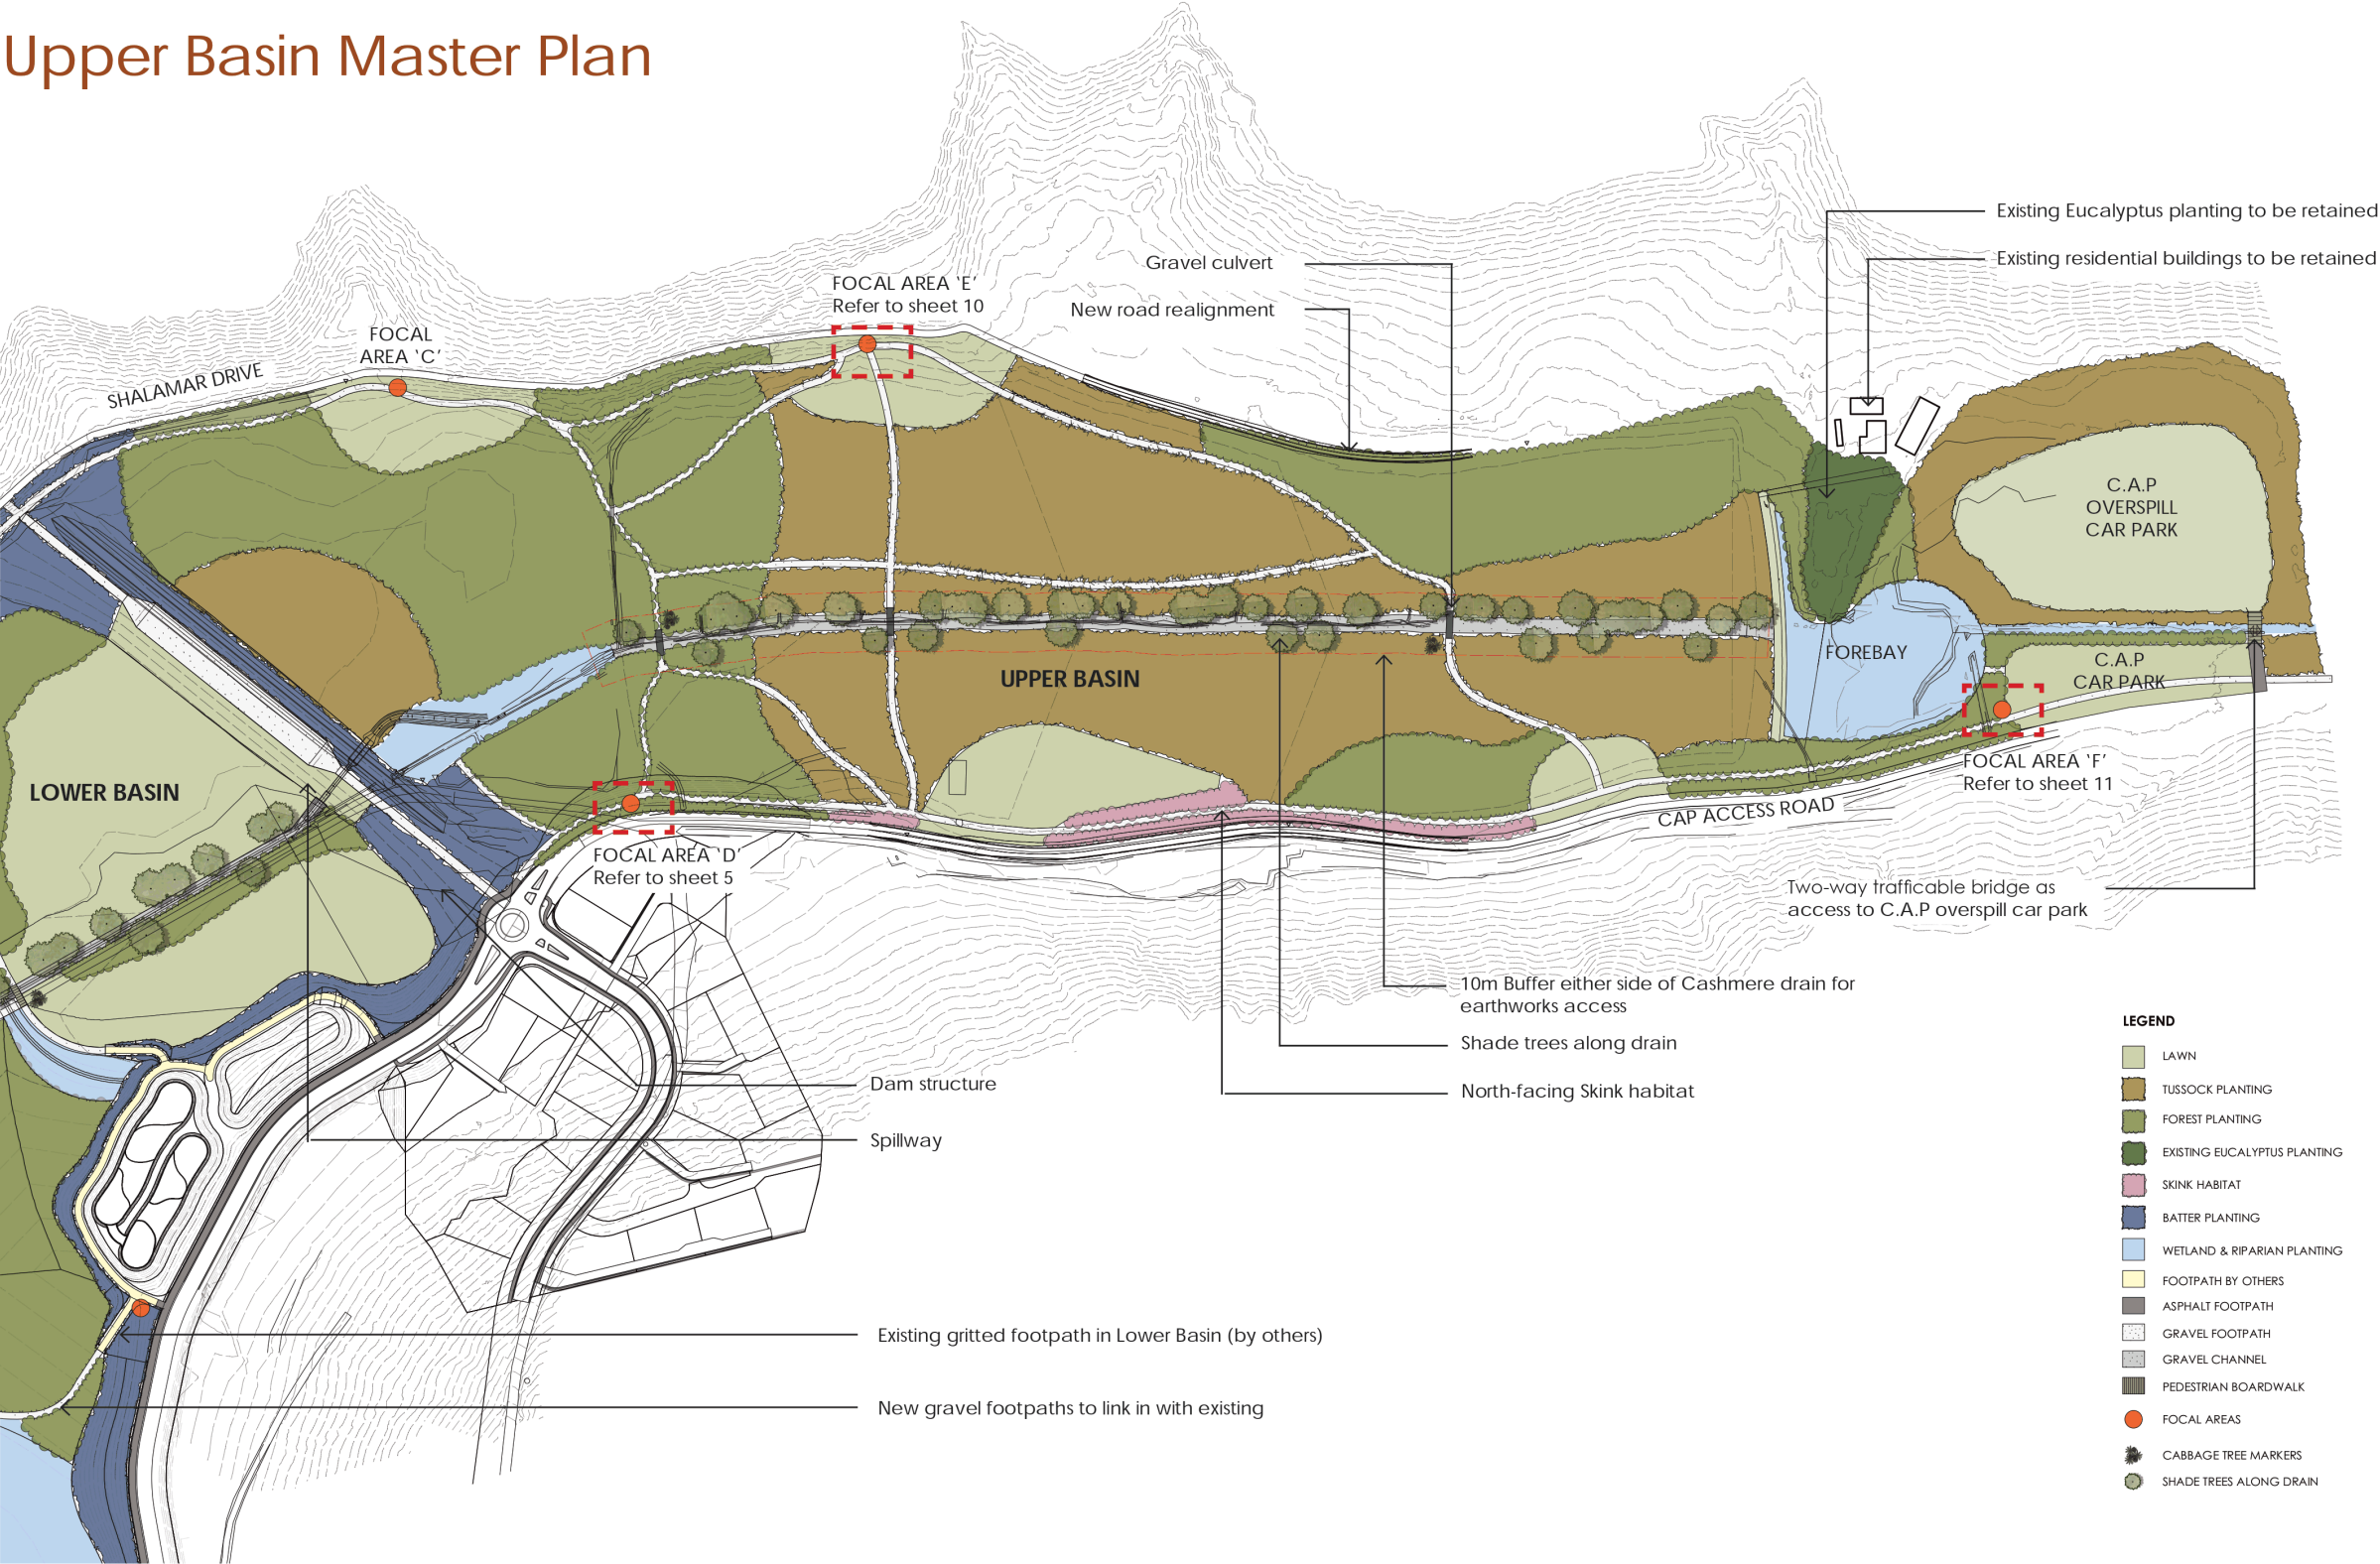 Upper Basin Master Plan
Existing Eucalyptus planting to be retained
Existing residential buildings to be retained
Gravel culvert
New road realignment
FOCAL AREA 'E'
Refer to sheet 10
FOCAL
AREA 'C'
SHALAMAR DRIVE
C.A.P
OVERSPILL
CAR PARK
FOREBAY
C.A.P
CAR PARK
UPPER BASIN
LOWER BASIN
FOCAL AREA 'F'
Refer to sheet 11
CAP ACCESS ROAD
FOCAL AREA 'D'
Refer to sheet 5
Two-way trafficable bridge as
access to C.A.P overspill car park
10m Buffer either side of Cashmere drain for
earthworks access
Shade trees along drain
North-facing Skink habitat
Dam structure
Spillway
Existing gritted footpath in Lower Basin (by others)
New gravel footpaths to link in with existing
LEGEND
LAWN
TUSSOCK PLANTING
FOREST PLANTING
EXISTING EUCALYPTUS PLANTING
SKINK HABITAT
BATTER PLANTING
WETLAND & RIPARIAN PLANTING
FOOTPATH BY OTHERS
ASPHALT FOOTPATH
GRAVEL FOOTPATH
GRAVEL CHANNEL
PEDESTRIAN BOARDWALK
FOCAL AREAS
CABBAGE TREE MARKERS
SHADE TREES ALONG DRAIN